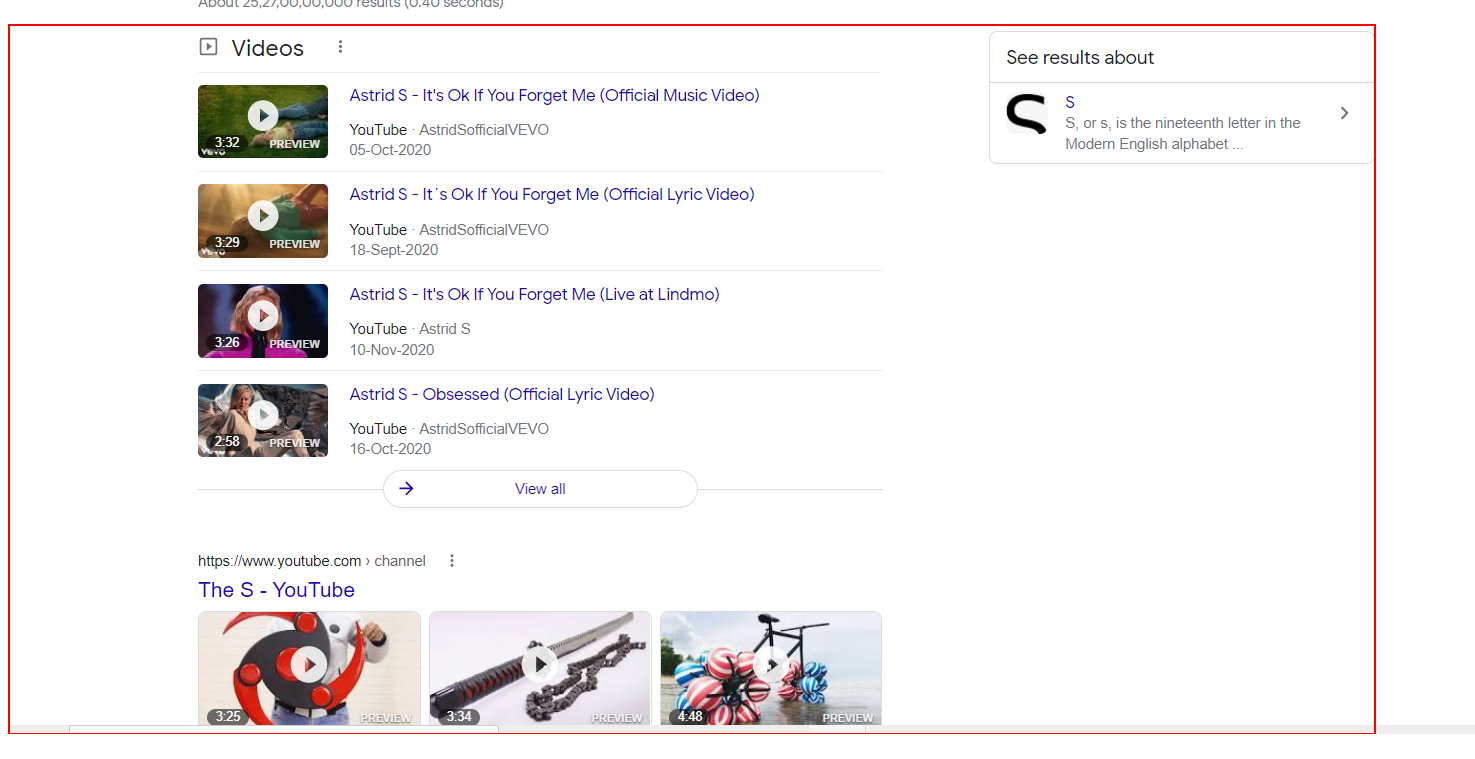 About 25,27,00,00,000 results (0.40 seconds)
Videos
Astrid S - It's Ok If You Forget Me (Official Music Video)
YouTube · AstridSofficialVEVO
05-Oct-2020
3:32
PREVIEW
vevo
Astrid S - It´s Ok If You Forget Me (Official Lyric Video)
YouTube · AstridSofficialVEVO
18-Sept-2020
3:29
PREVIEW
vevo
Astrid S - It's Ok If You Forget Me (Live at Lindmo)
YouTube · Astrid S
10-Nov-2020
3:26
PREVIEW
Astrid S - Obsessed (Official Lyric Video)
YouTube · AstridSofficialVEVO
16-Oct-2020
2:58
PREVIEW
View all
https://www.youtube.com › channel
The S - YouTube
3:25 PREVIEW
3:34 PREVIEW
4:48 PREVIEW
See results about
S
S
S, or s, is the nineteenth letter in the
Modern English alphabet ...